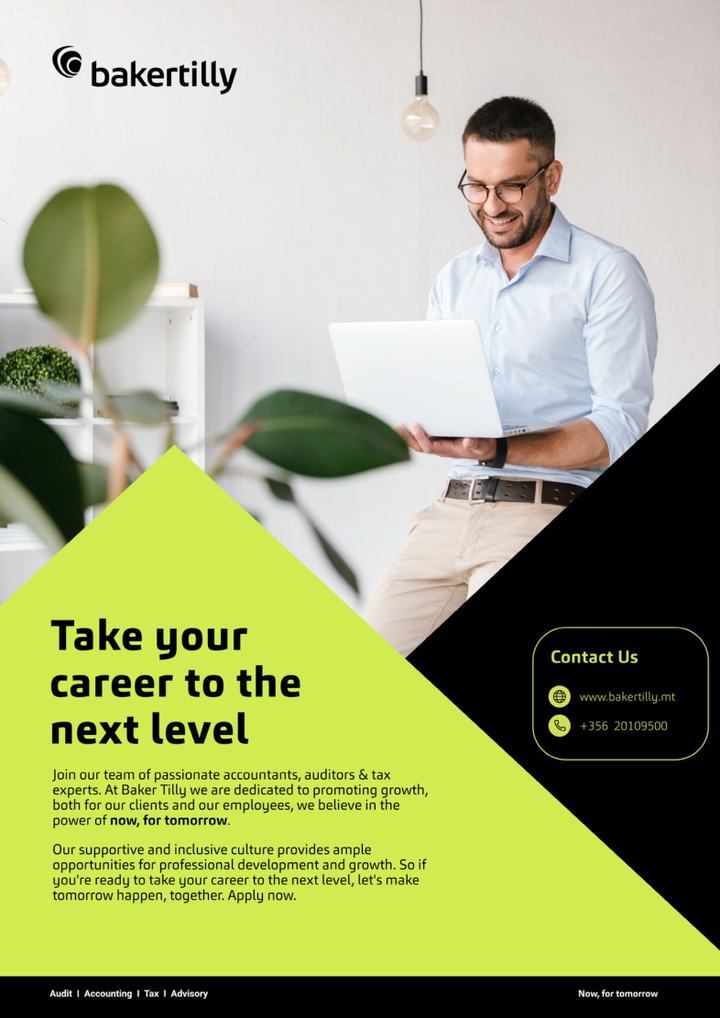 bakertilly
Take your
career to the
next level
Join our team of passionate accountants, auditors & tax
experts. At Baker Tilly we are dedicated to promoting growth,
both for our clients and our employees, we believe in the
power of now, for tomorrow.
Our supportive and inclusive culture provides ample
opportunities for professional development and growth. So if
you're ready to take your career to the next level, let's make
tomorrow happen, together. Apply now.
Contact Us
www.bakertilly.mt
+356 20109500
Audit I Accounting I Tax I Advisory
Now, for tomorrow